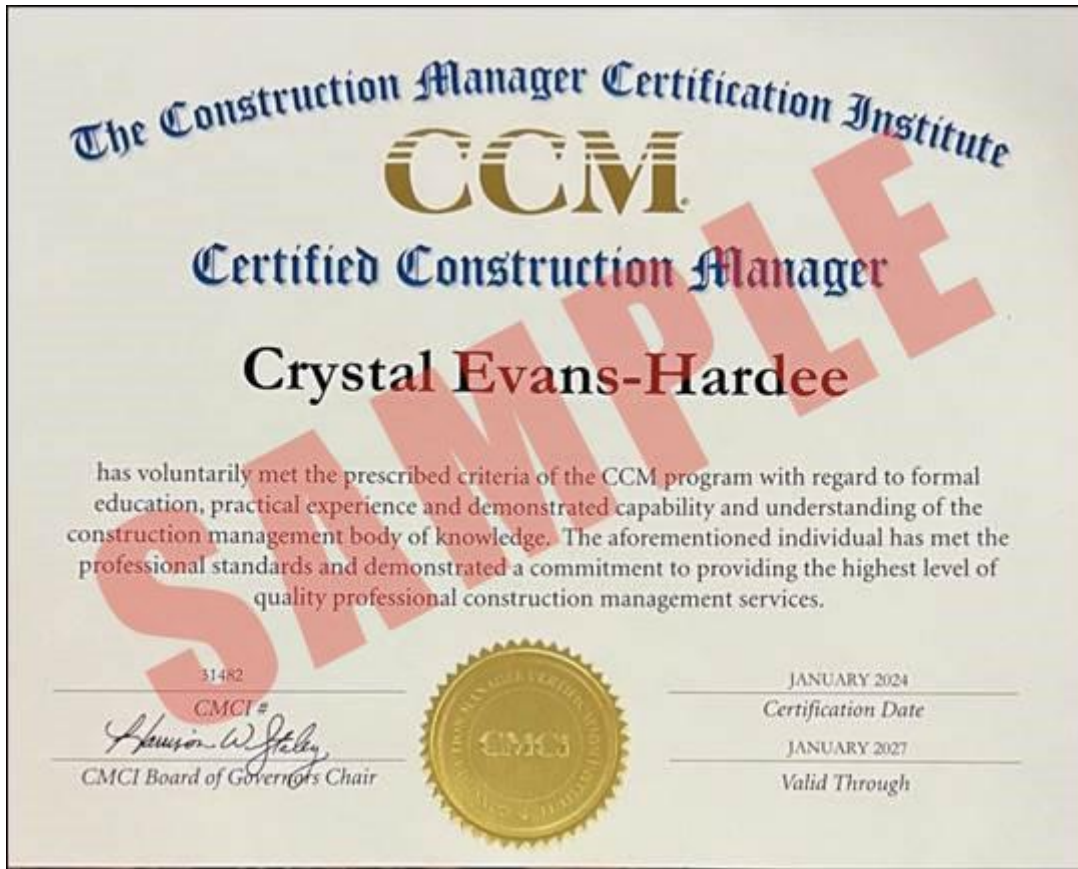 The Construction Manager Certification Institute
CCM
Certified Construction Manager
Crystal Evans-Hardee
has voluntarily met the prescribed criteria of the CCM program with regard to formal
education, practical experience and demonstrated capability and understanding of the
construction management body of knowledge. The aforementioned individual has met the
professional standards and demonstrated a commitment to providing the highest level of
quality professional construction management services.
SAMPLE
31482
CMCI #
Harrison W. Staley
CMCI Board of Governors Chair
CMCI
JANUARY 2024
Certification Date
JANUARY 2027
Valid Through